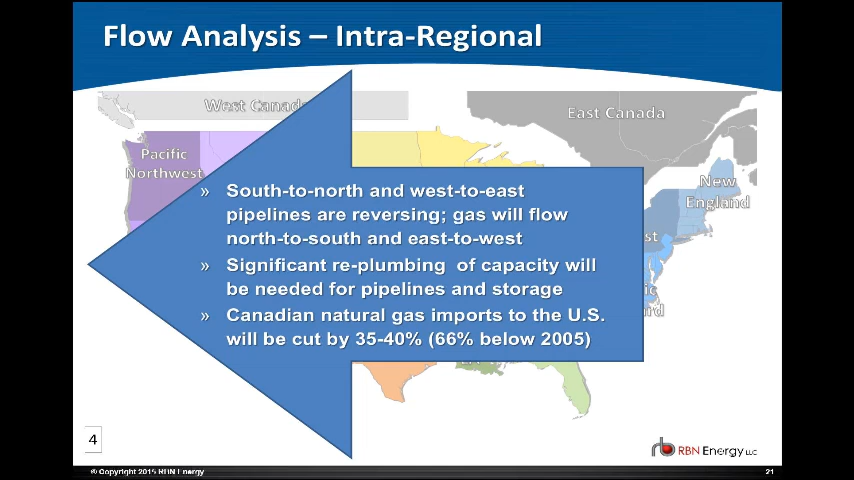 Flow Analysis – Intra-Regional
West Canada
East Canada
Pacific
Northwest
New
England
» South-to-north and west-to-east
pipelines are reversing; gas will flow
north-to-south and east-to-west
» Significant re-plumbing of capacity will
be needed for pipelines and storage
» Canadian natural gas imports to the U.S.
will be cut by 35-40% (66% below 2005)
4
RBN Energy LLC
© Copyright 2015 RBN Energy
21